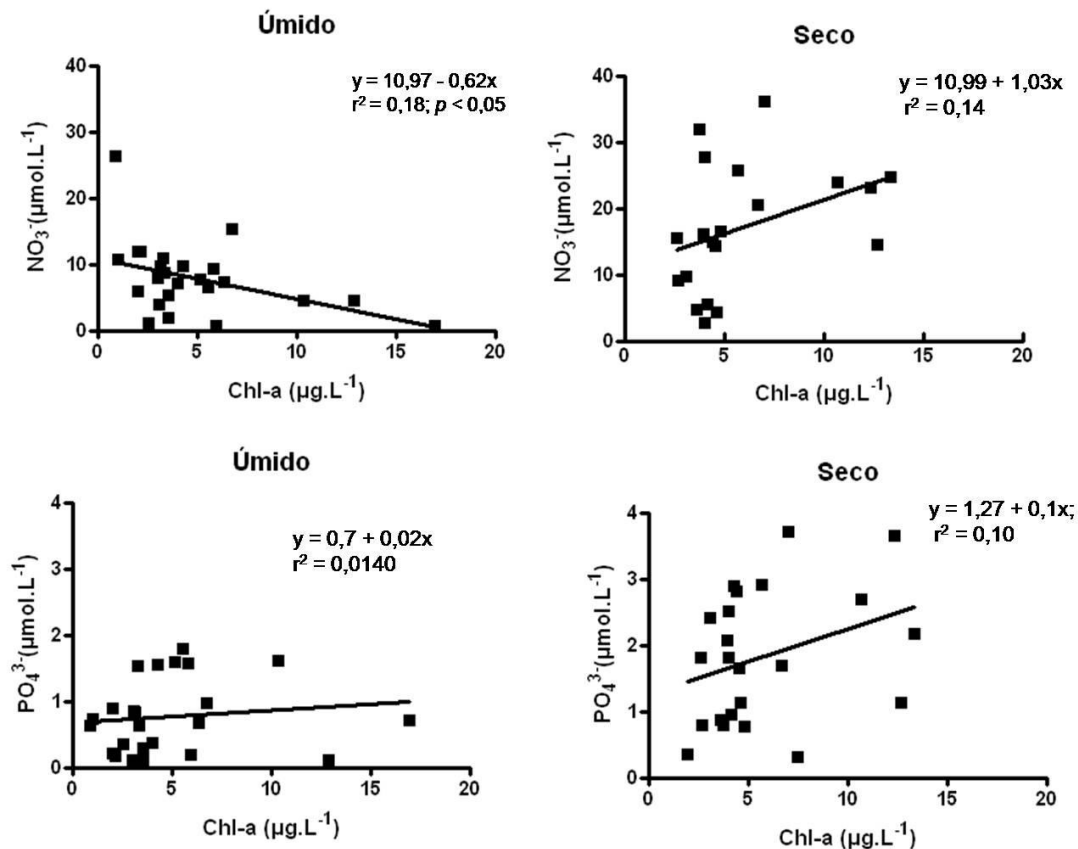 Úmido
y = 10,97 - 0,62x
r² = 0,18; p < 0,05
NO₃⁻(µmol.L⁻¹)
40
30
20
10
0
0 5 10 15 20
Chl-a (µg.L⁻¹)
Seco
y = 10,99 + 1,03x
r² = 0,14
NO₃⁻(µmol.L⁻¹)
40
30
20
10
0
0 5 10 15 20
Chl-a (µg.L⁻¹)
Úmido
y = 0,7 + 0,02x
r² = 0,0140
PO₄³⁻(µmol.L⁻¹)
4
3
2
1
0
0 5 10 15 20
Chl-a (µg.L⁻¹)
Seco
y = 1,27 + 0,1x;
r² = 0,10
PO₄³⁻(µmol.L⁻¹)
4
3
2
1
0
0 5 10 15 20
Chl-a (µg.L⁻¹)